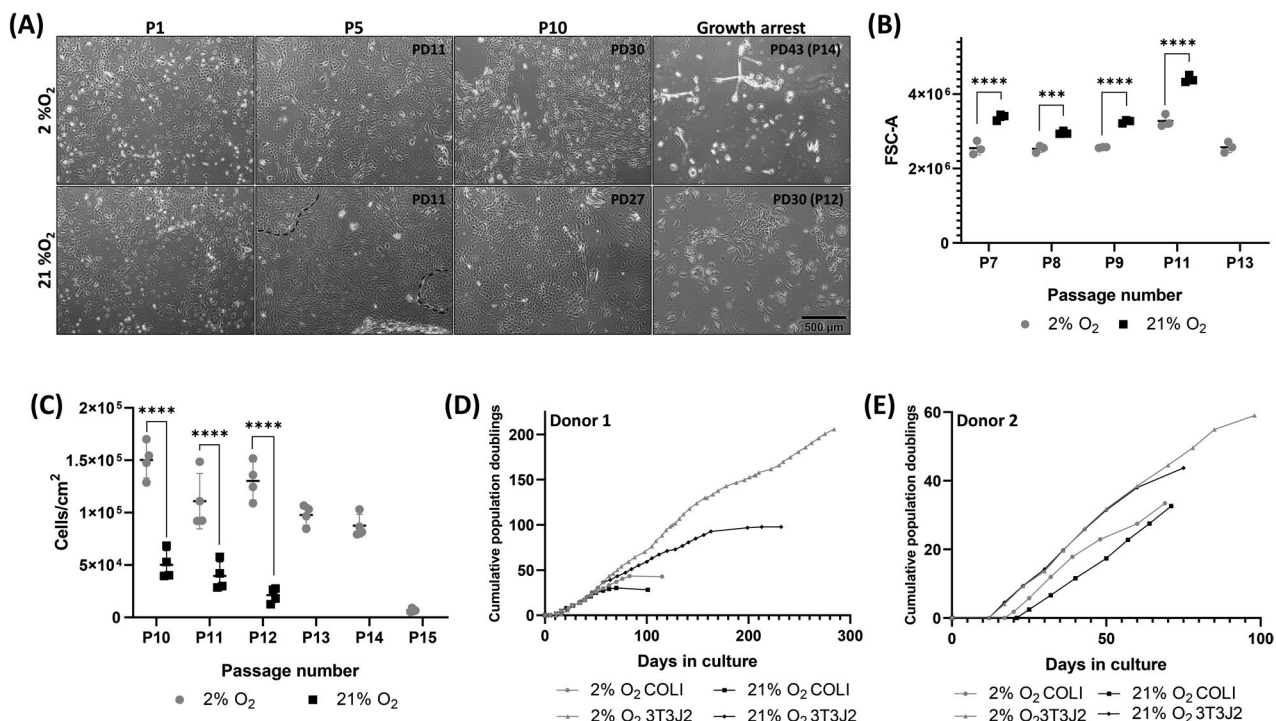 (A)
P1 P5 P10 Growth arrest
2 %O2
PD11 PD30 PD43 (P14)
21 %O2
PD11 PD27 PD30 (P12)
500 µm
(B)
FSC-A
4×10⁶
2×10⁶
0
**** *** **** ****
P7 P8 P9 P11 P13
Passage number
2% O₂ 21% O₂
(C)
Cells/cm²
2×10⁵
1.5×10⁵
1×10⁵
5×10⁴
0
**** **** ****
P10 P11 P12 P13 P14 P15
Passage number
2% O₂ 21% O₂
(D)
Donor 1
Cumulative population doublings
200
150
100
50
0
0 100 200 300
Days in culture
2% O₂ COLI 21% O₂ COLI
2% O₂ 3T3J2 21% O₂ 3T3J2
(E)
Donor 2
Cumulative population doublings
60
40
20
0
0 50 100
Days in culture
2% O₂ COLI 21% O₂ COLI
2% O₂3T3J2 21% O₂ 3T3J2